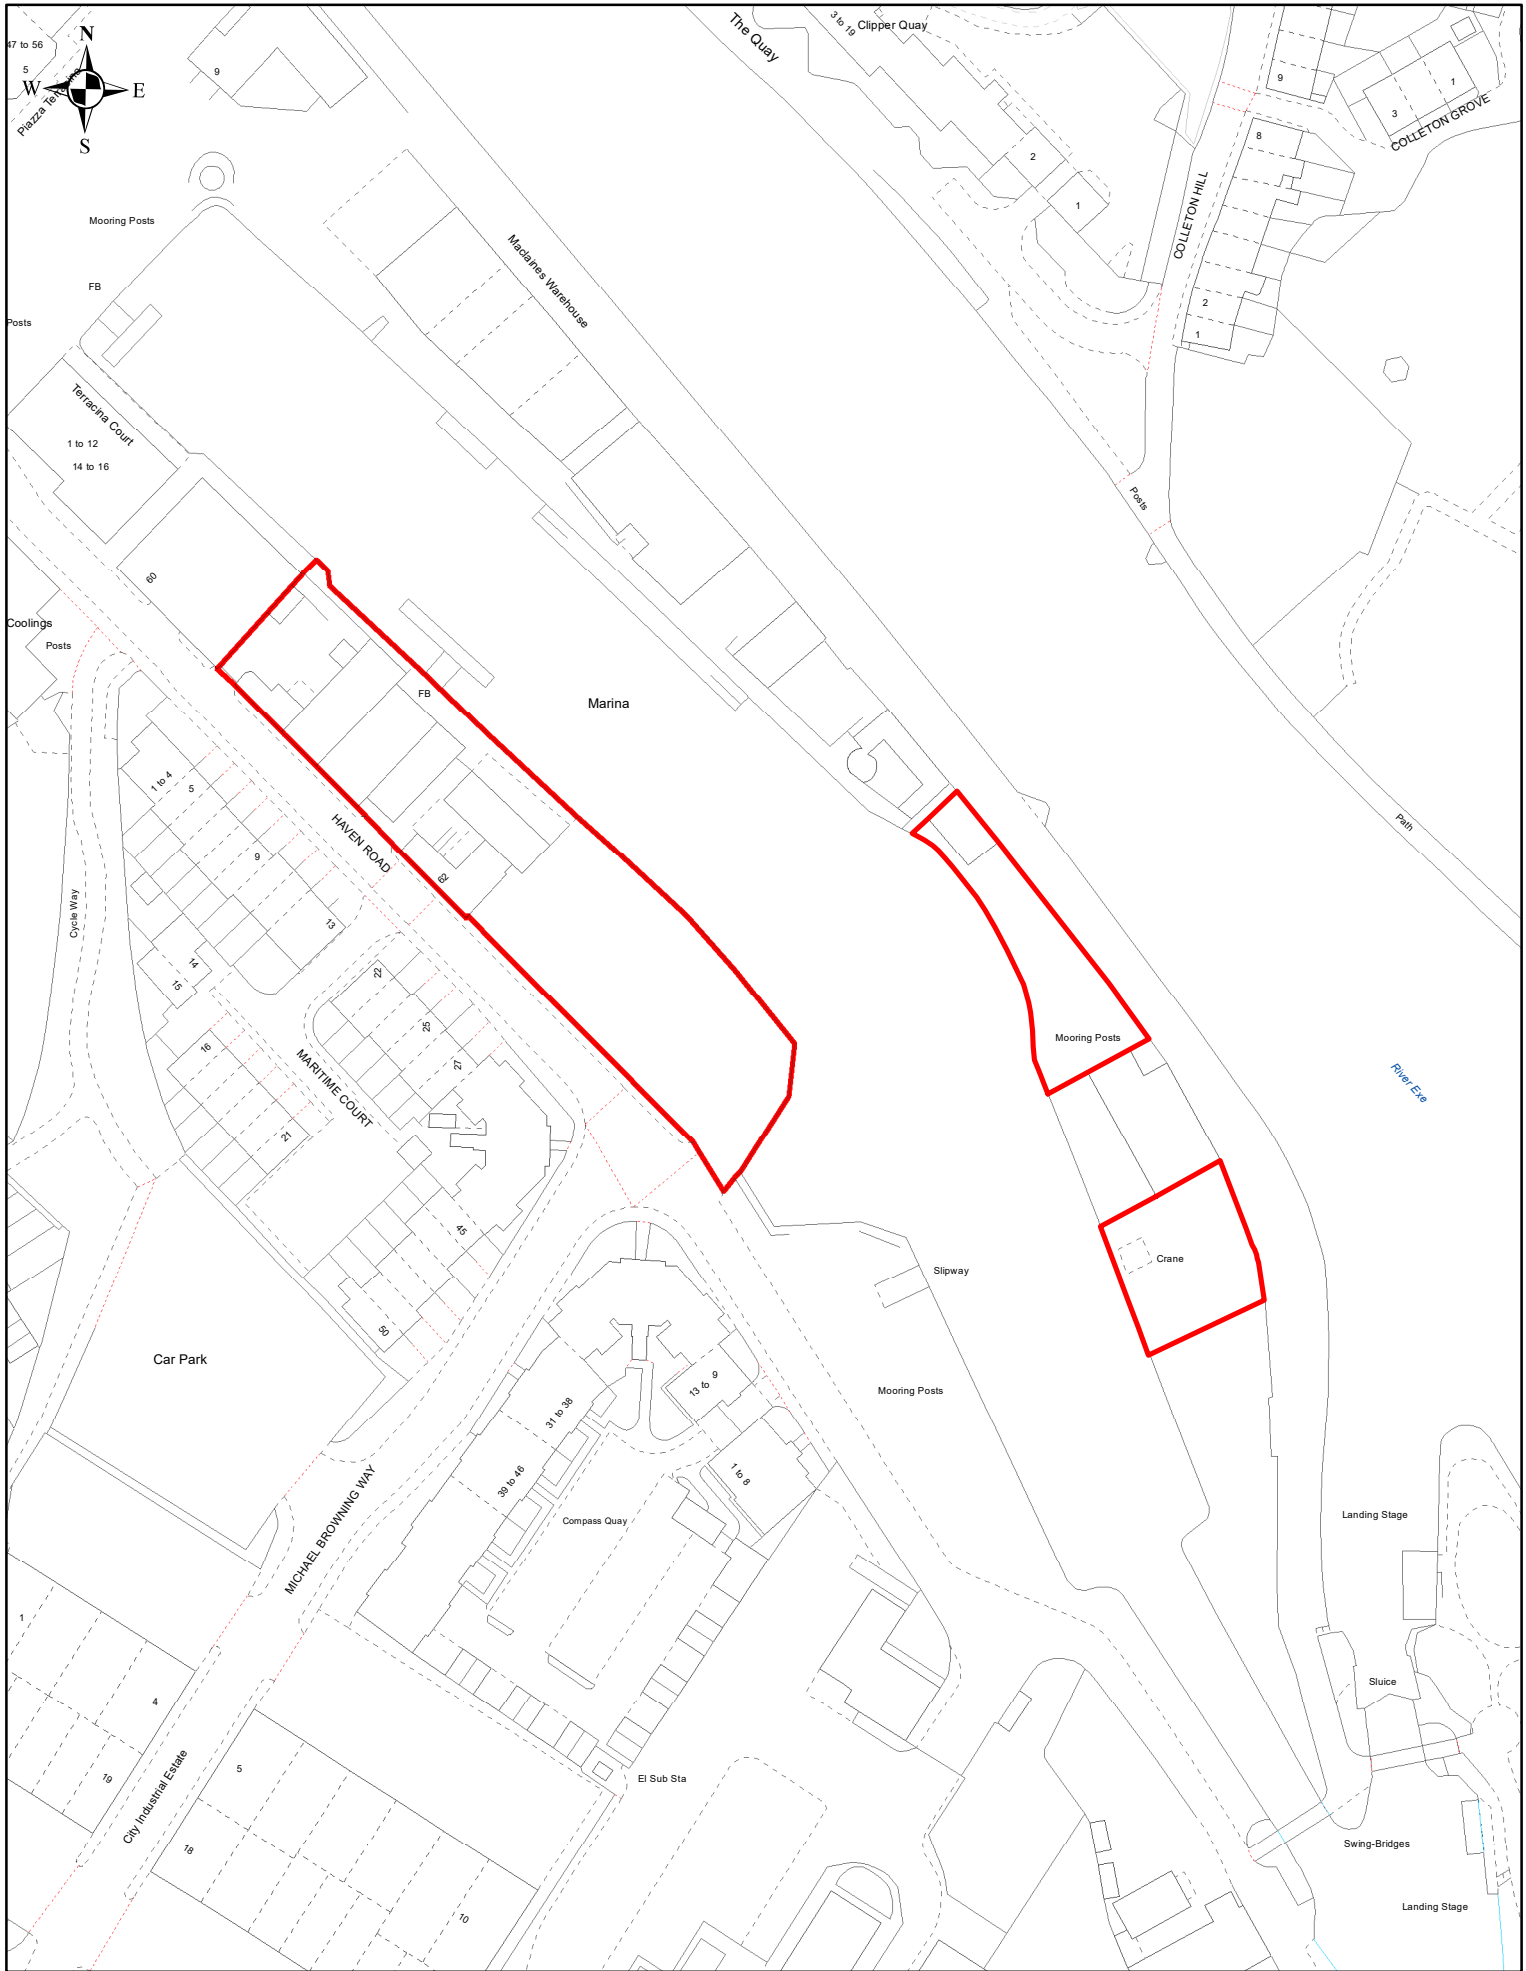 47 to 56
5
N
W
E
S
Piazza Terracina
9
The Quay
3 to 19
Clipper Quay
2
1
9
3
1
COLLETON GROVE
8
COLLETON HILL
2
1
Mooring Posts
FB
Posts
Maclaines Warehouse
Terracina Court
1 to 12
14 to 16
Posts
60
Coolings
Posts
FB
Marina
1 to 4
5
9
13
HAVEN ROAD
62
Path
Cycle Way
14
15
22
25
27
16
21
MARITIME COURT
Mooring Posts
River Exe
45
50
Crane
Slipway
Car Park
Mooring Posts
13 to 9
31 to 38
39 to 46
1 to 8
Compass Quay
MICHAEL BROWNING WAY
Landing Stage
1
4
19
City Industrial Estate
5
18
10
El Sub Sta
Sluice
Swing-Bridges
Landing Stage